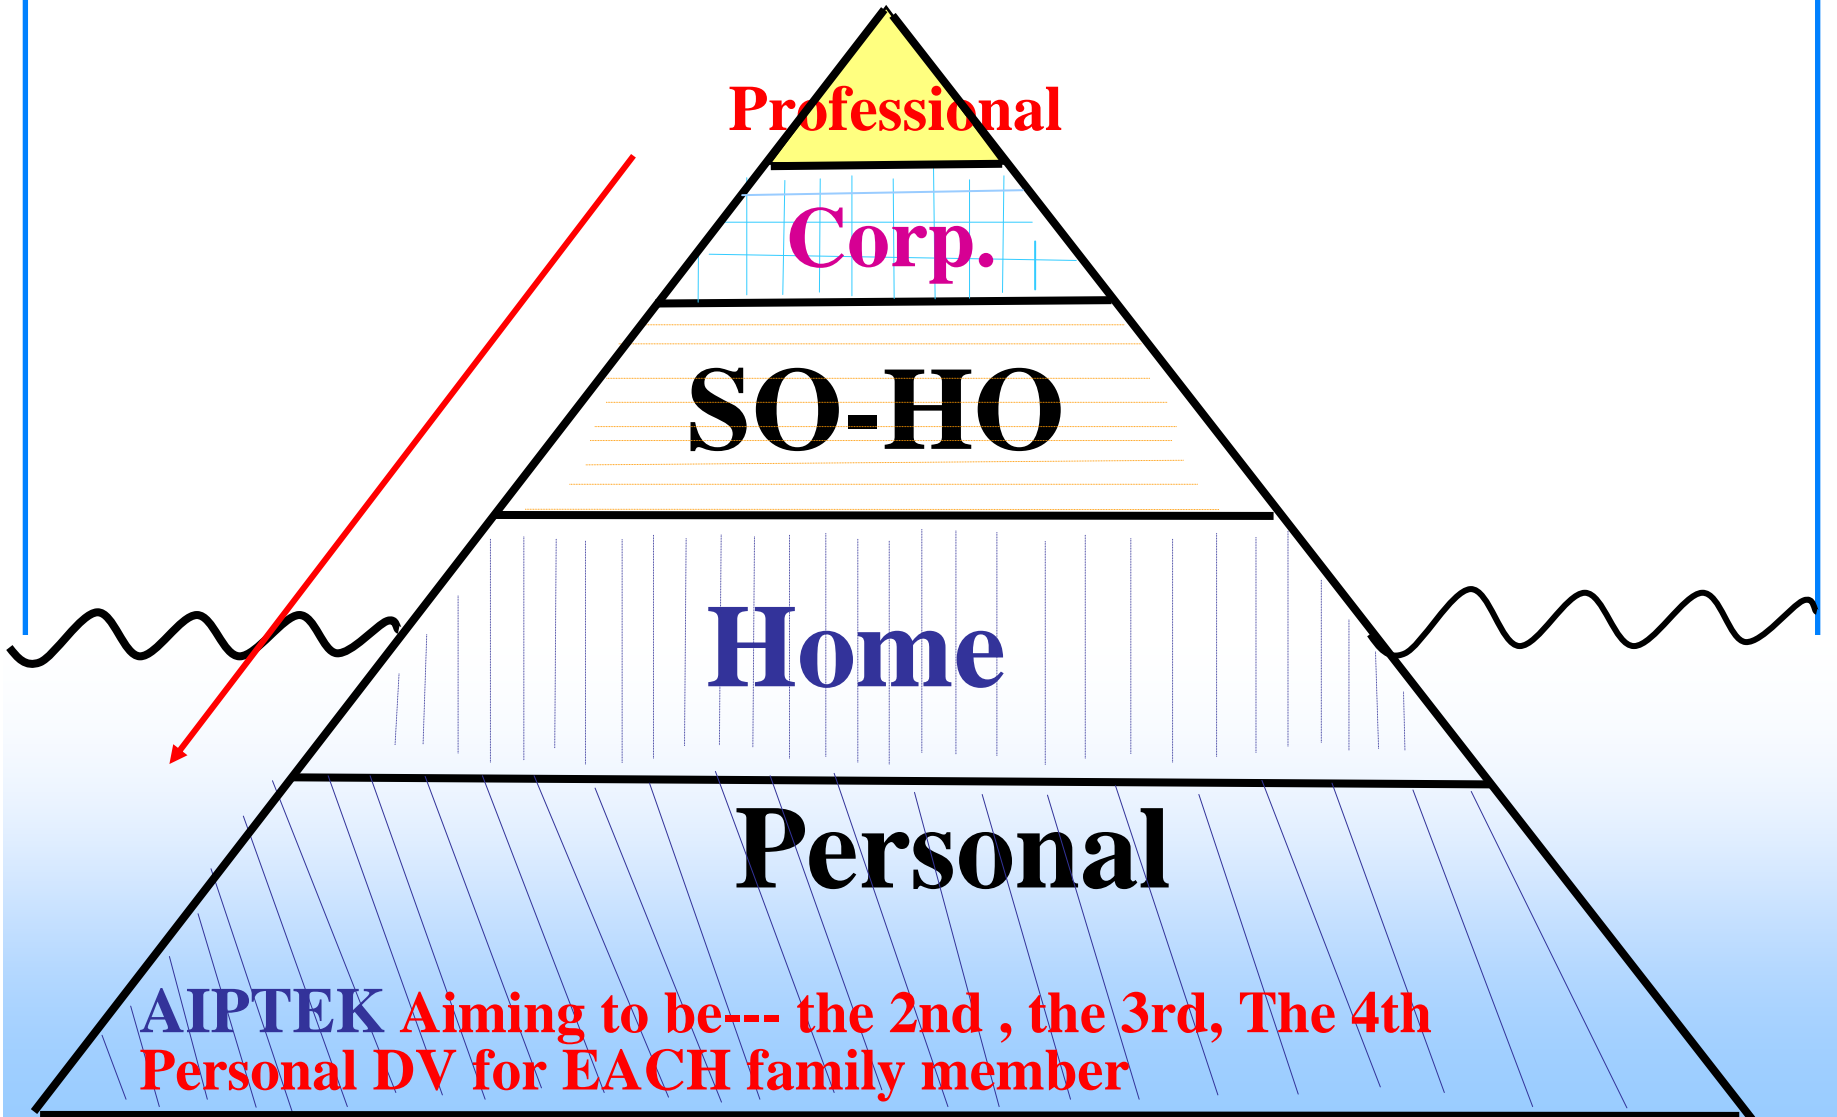 Professional
Corp.
SO-HO
Home
Personal
AIPTEK Aiming to be--- the 2nd , the 3rd, The 4th
Personal DV for EACH family member